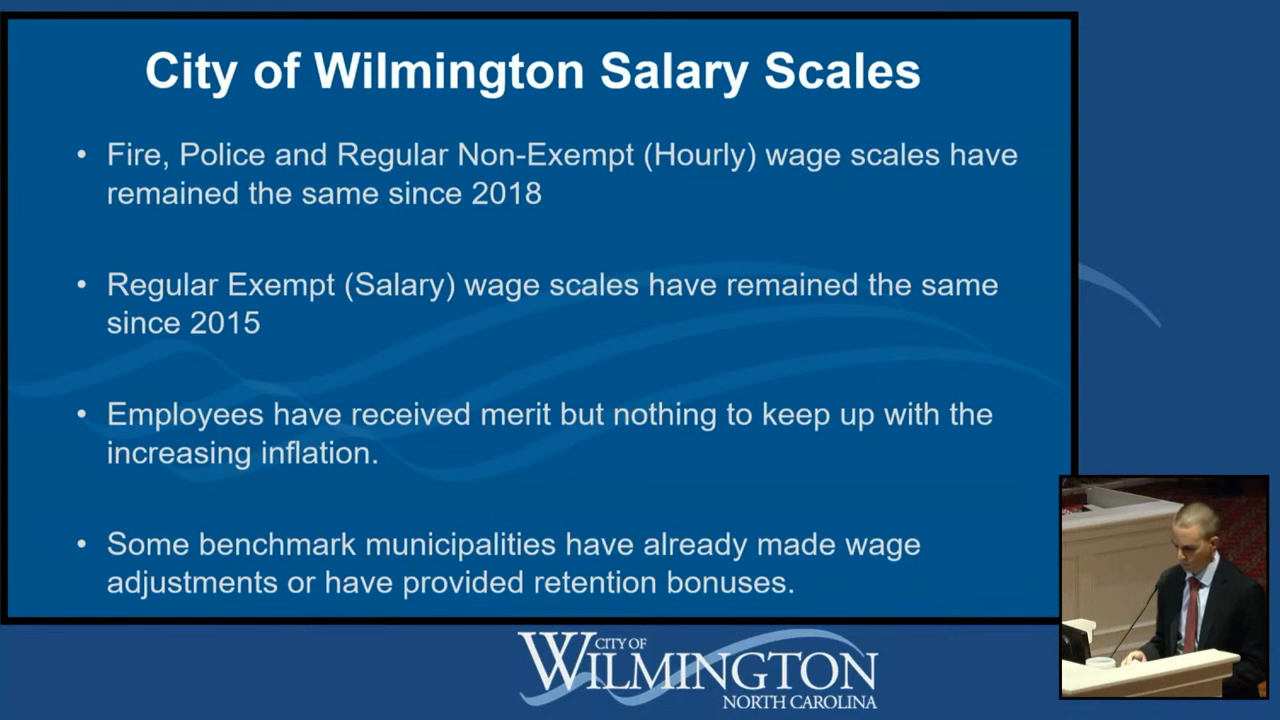 City of Wilmington Salary Scales
• Fire, Police and Regular Non-Exempt (Hourly) wage scales have
remained the same since 2018
• Regular Exempt (Salary) wage scales have remained the same
since 2015
• Employees have received merit but nothing to keep up with the
increasing inflation.
• Some benchmark municipalities have already made wage
adjustments or have provided retention bonuses.
CITY OF
WILMINGTON
NORTH CAROLINA